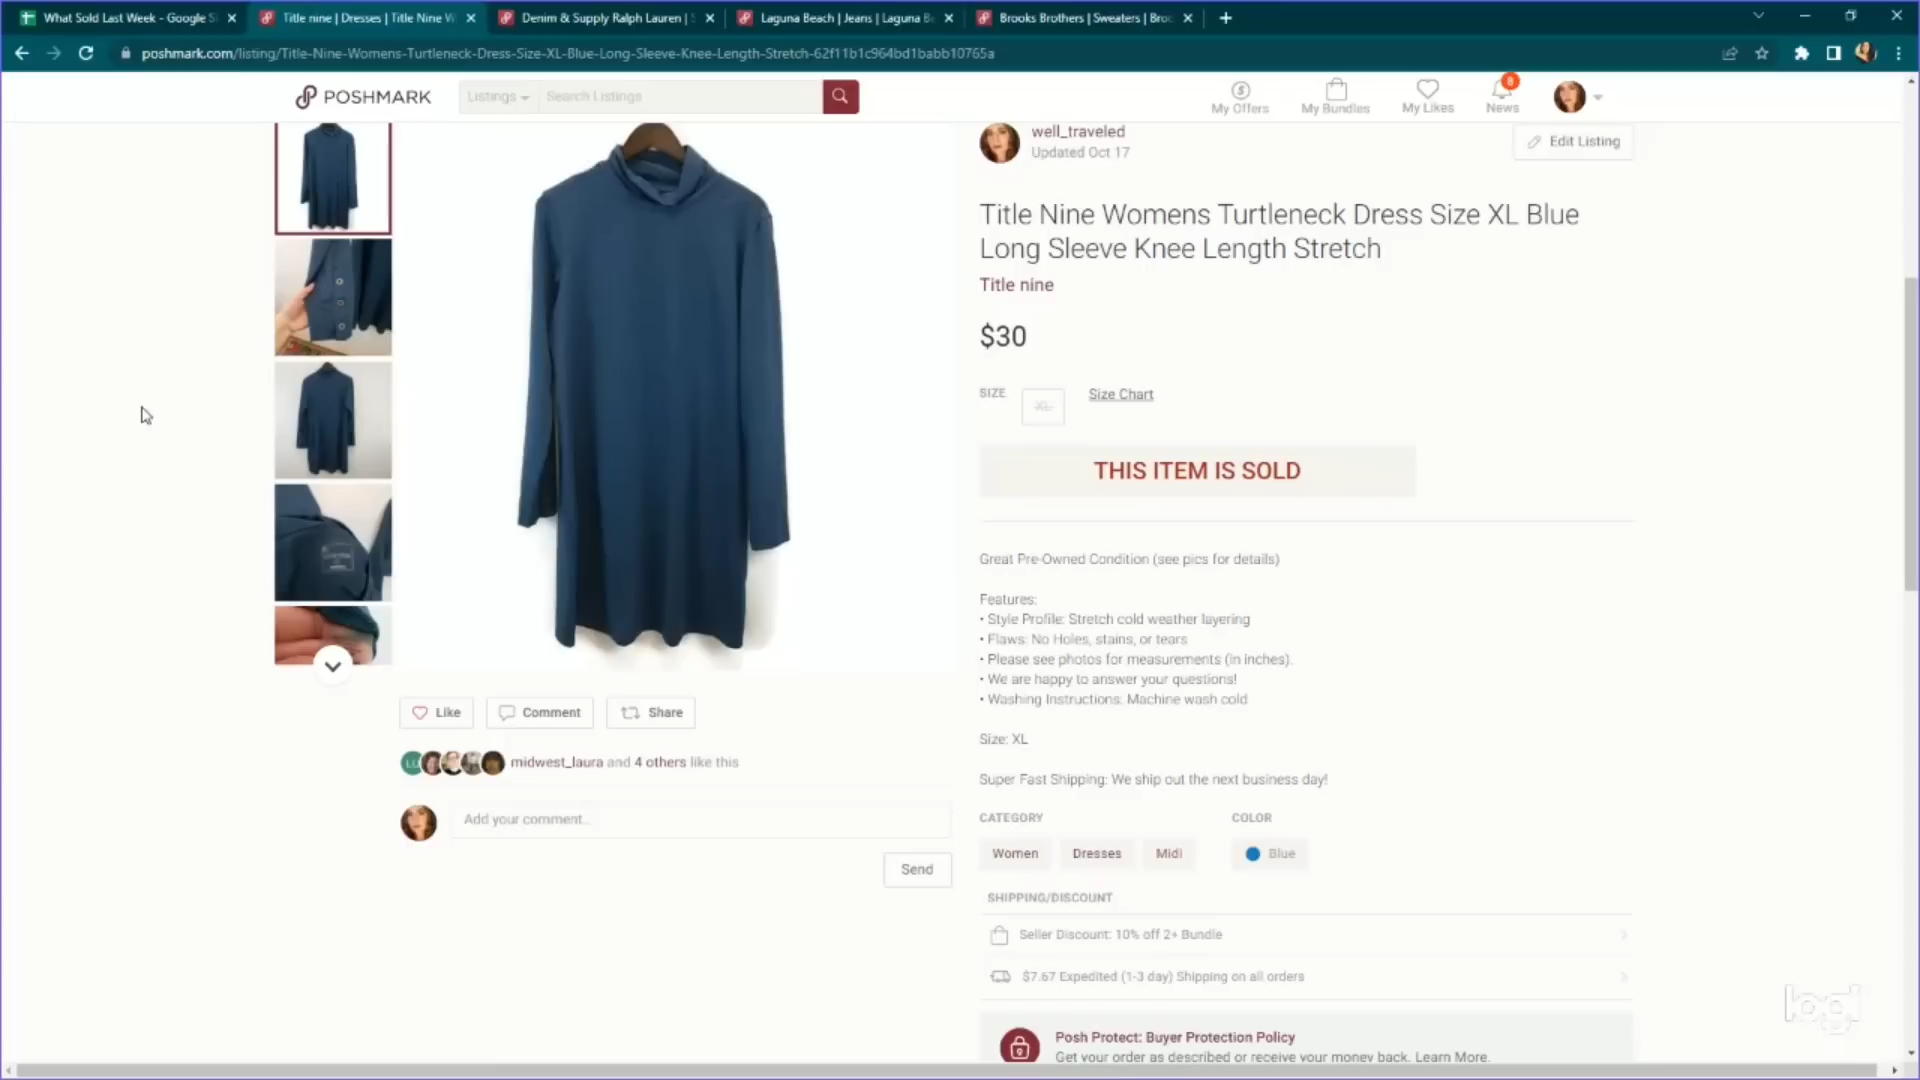 What Sold Last Week - Google S
Title nine | Dresses | Title Nine W
Denim & Supply Ralph Lauren | S
Laguna Beach | Jeans | Laguna Be
Brooks Brothers | Sweaters | Broo
poshmark.com/listing/Title-Nine-Womens-Turtleneck-Dress-Size-XL-Blue-Long-Sleeve-Knee-Length-Stretch-62f11b1c964bd1babb10765a
POSHMARK
Listings
Search Listings
My Offers
My Bundles
My Likes
8
News
well_traveled
Updated Oct 17
Edit Listing
Title Nine Womens Turtleneck Dress Size XL Blue
Long Sleeve Knee Length Stretch
Title nine
$30
SIZE
XL
Size Chart
THIS ITEM IS SOLD
Great Pre-Owned Condition (see pics for details)
Features:
• Style Profile: Stretch cold weather layering
• Flaws: No Holes, stains, or tears
• Please see photos for measurements (in inches).
• We are happy to answer your questions!
• Washing Instructions: Machine wash cold
Size: XL
Super Fast Shipping: We ship out the next business day!
Like
Comment
Share
LU
midwest_laura and 4 others like this
Add your comment...
Send
CATEGORY
COLOR
Women
Dresses
Midi
Blue
SHIPPING/DISCOUNT
Seller Discount: 10% off 2+ Bundle
$7.67 Expedited (1-3 day) Shipping on all orders
Posh Protect: Buyer Protection Policy
Get your order as described or receive your money back. Learn More.
logi